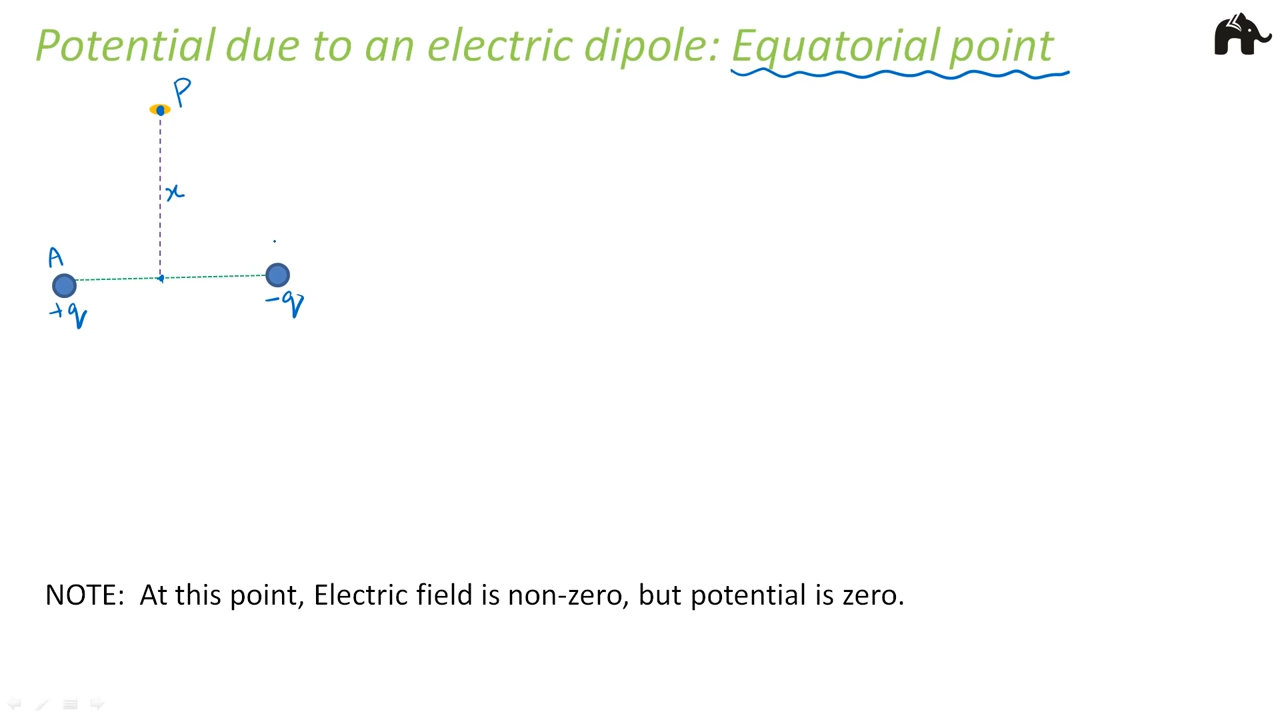 Potential due to an electric dipole: Equatorial point
P
x
A
+q
-q
NOTE: At this point, Electric field is non-zero, but potential is zero.